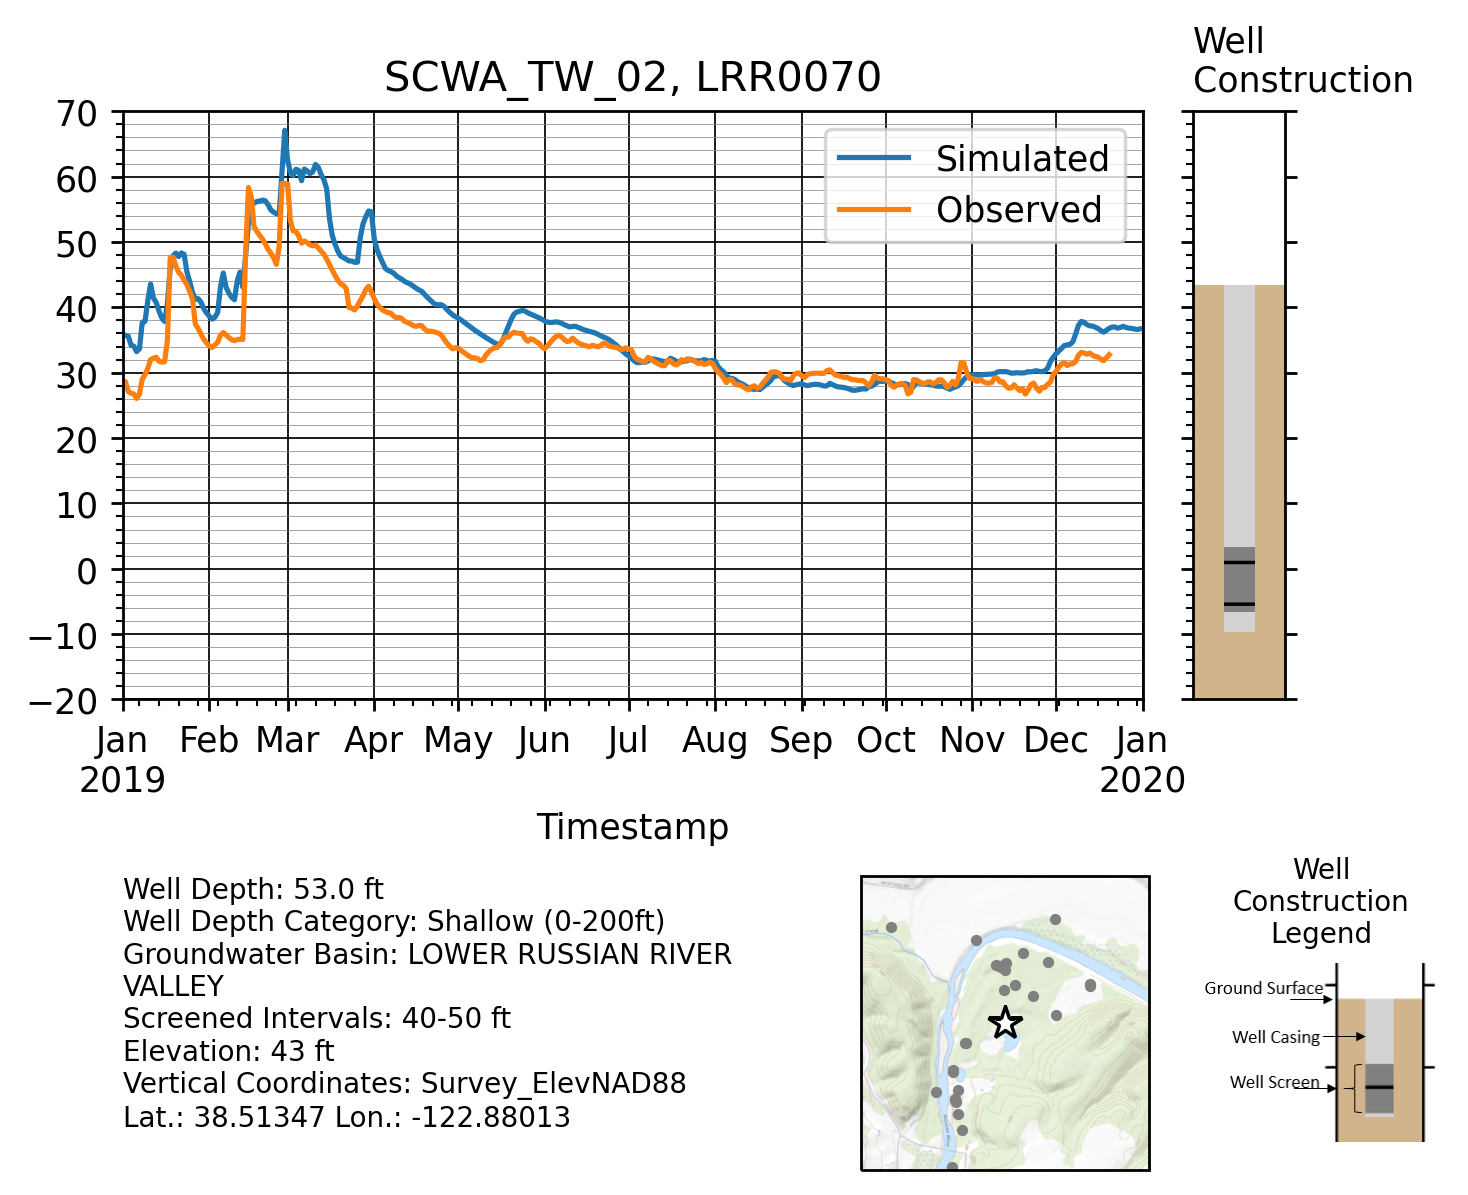 Well
Construction
SCWA_TW_02, LRR0070
70
60
50
40
30
20
10
0
−10
−20
Simulated
Observed
Jan Feb Mar Apr May Jun Jul Aug Sep Oct Nov Dec Jan
2019 2020
Timestamp
Well Depth: 53.0 ft
Well Depth Category: Shallow (0-200ft)
Groundwater Basin: LOWER RUSSIAN RIVER
VALLEY
Screened Intervals: 40-50 ft
Elevation: 43 ft
Vertical Coordinates: Survey_ElevNAD88
Lat.: 38.51347 Lon.: -122.88013
Well
Construction
Legend
Ground Surface
Well Casing
Well Screen